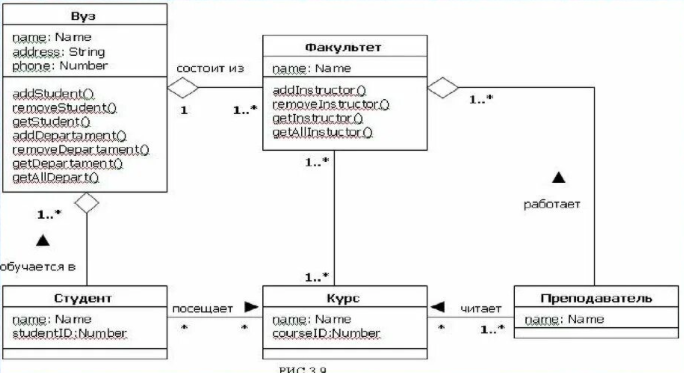 Вуз
name: Name
address: String
phone: Number
addStudent()
removeStudent()
getStudent()
addDepartament()
removeDepartament()
getDepartament()
getAllDepart()
состоит из
1
1..*
Факультет
name: Name
addInstructor()
removeInstructor()
getInstructor()
getAllInstuctor()
1..*
1..*
работает
1..*
обучается в
1..*
Студент
name: Name
studentID:Number
посещает
*
*
Курс
name: Name
courseID:Number
читает
*
1..*
Преподаватель
name: Name
РИС 3.9